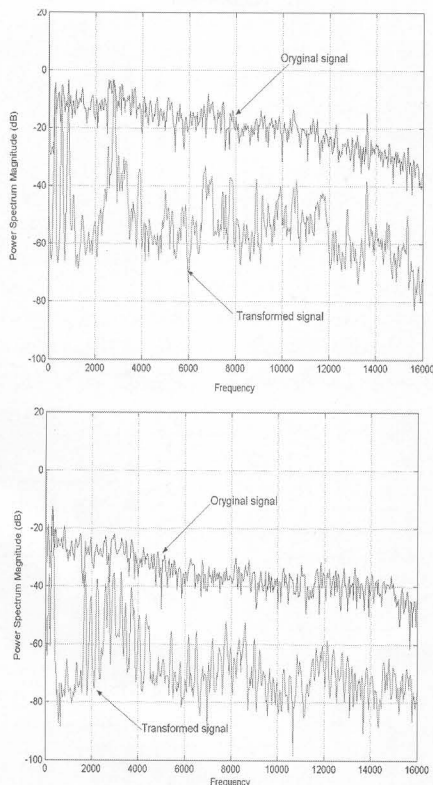 20
0
-20
-40
-60
-80
-100
Power Spectrum Magnitude (dB)
Oryginal signal
Transformed signal
0 2000 4000 6000 8000 10000 12000 14000 16000
Frequency
20
0
-20
-40
-60
-80
-100
Power Spectrum Magnitude (dB)
Oryginal signal
Transformed signal
0 2000 4000 6000 8000 10000 12000 14000 16000
Frequency